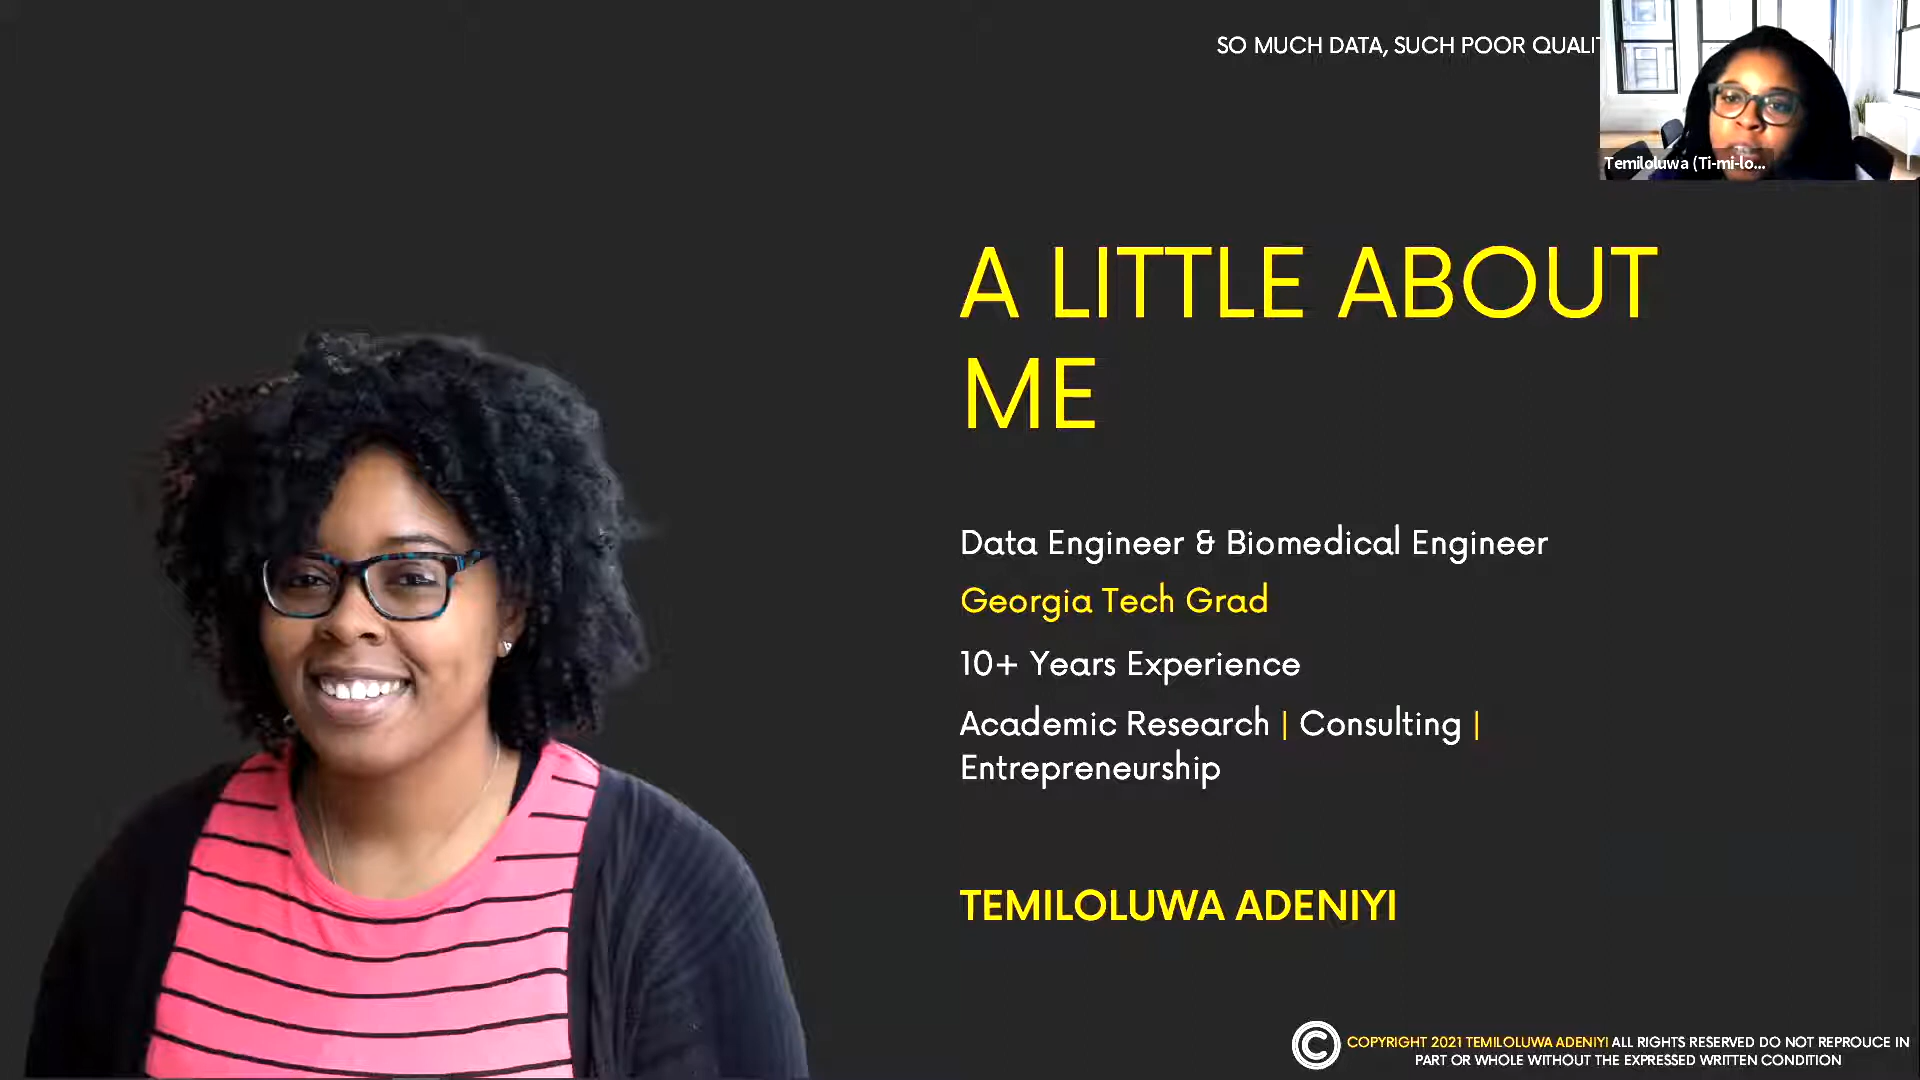 SO MUCH DATA, SUCH POOR
Temiloluwa (Ti-mi-lo...
A LITTLE ABOUT
ME
Data Engineer & Biomedical Engineer
Georgia Tech Grad
10+ Years Experience
Academic Research | Consulting |
Entrepreneurship
TEMILOLUWA ADENIYI
© COPYRIGHT 2021 TEMILOLUWA ADENIYI ALL RIGHTS RESERVED DO NOT REPROUCE IN
PART OR WHOLE WITHOUT THE EXPRESSED WRITTEN CONDITION